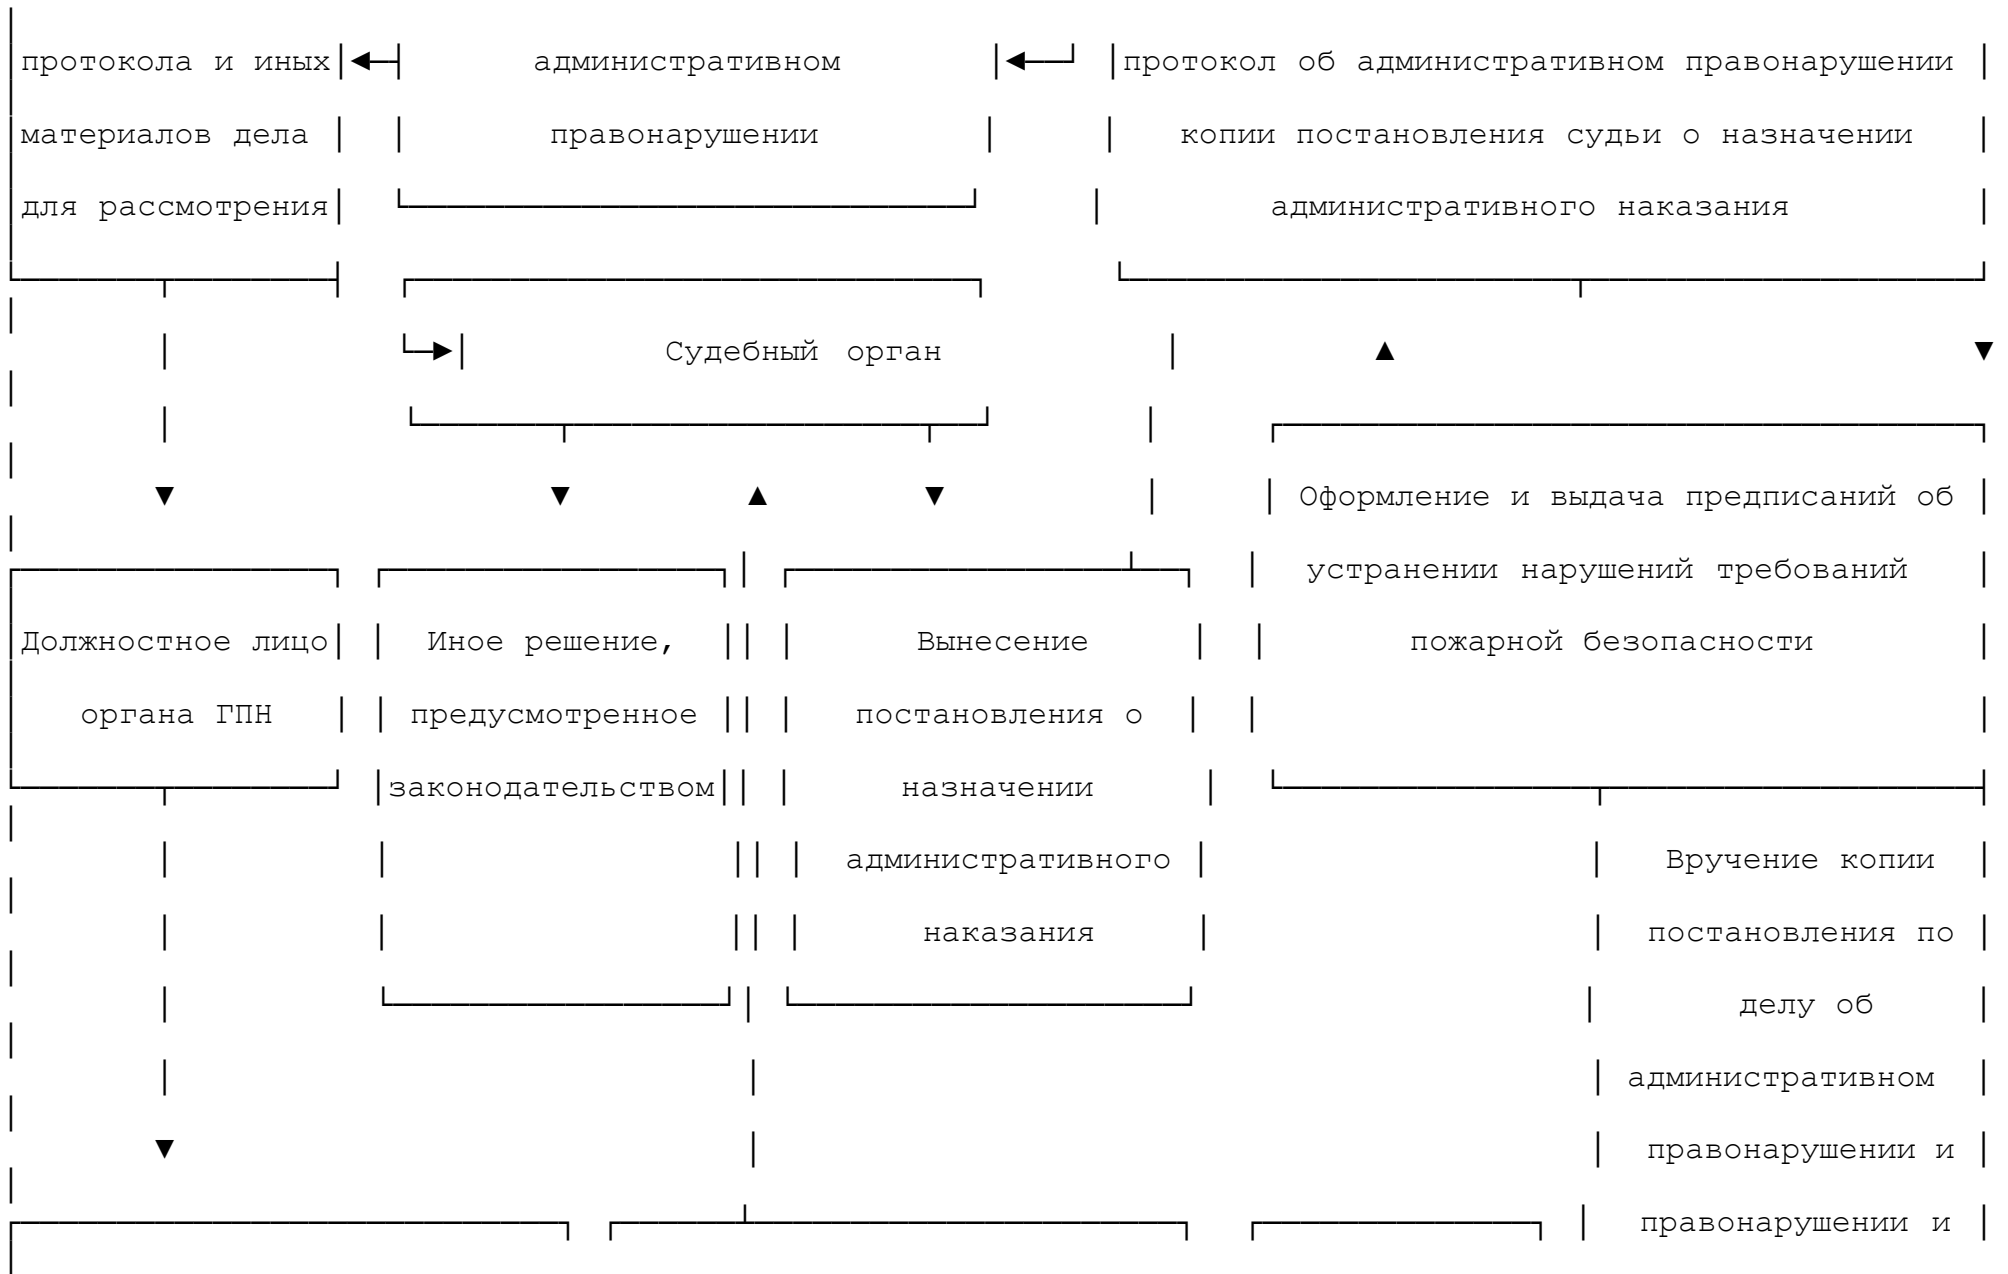 протокола и иных административном протокол об административном правонарушении
материалов дела правонарушении копии постановления судьи о назначении
для рассмотрения административного наказания
Судебный орган
Оформление и выдача предписаний об
устранении нарушений требований
Должностное лицо Иное решение, Вынесение пожарной безопасности
органа ГПН предусмотренное постановления о
законодательством назначении
административного Вручение копии
наказания постановления по
делу об
административном
правонарушении и
правонарушении и